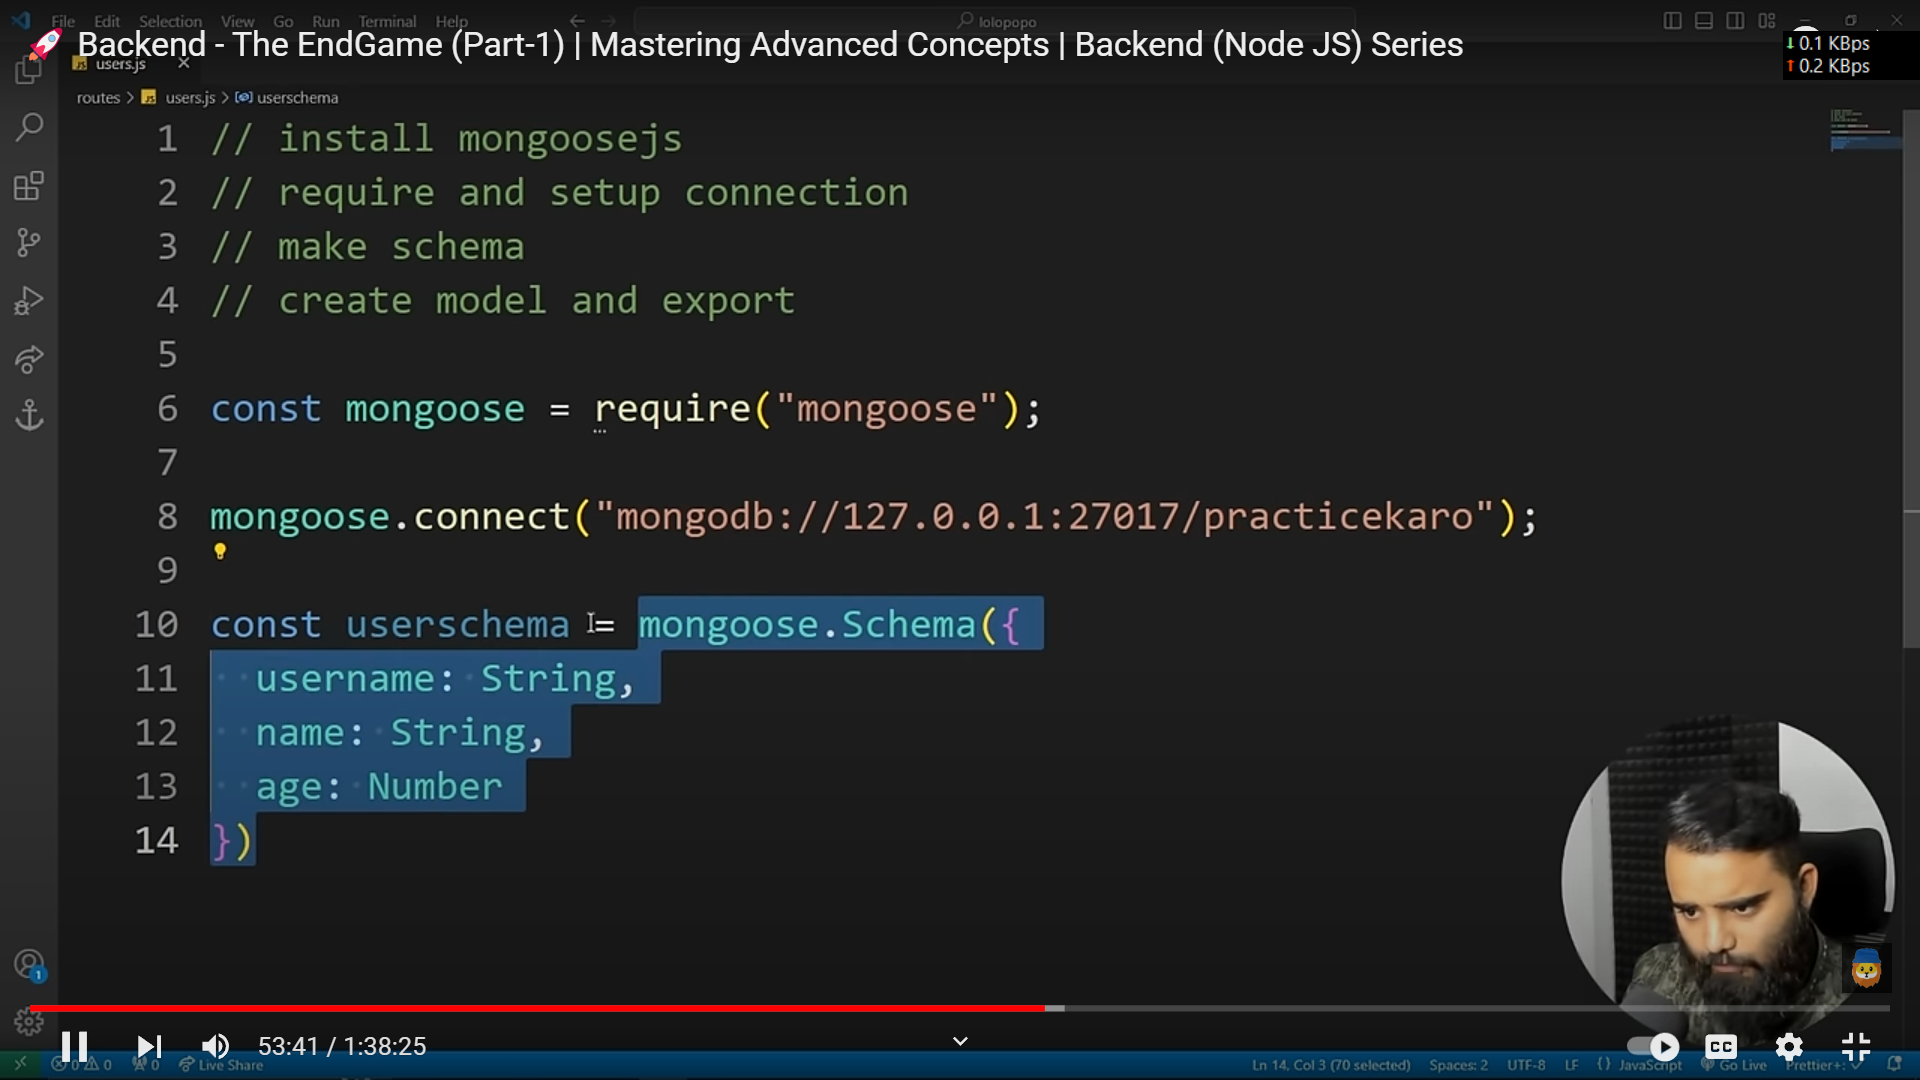 File Edit Selection View Go Run Terminal Help
lolopopo
🚀 Backend - The EndGame (Part-1) | Mastering Advanced Concepts | Backend (Node JS) Series
0.1 KBps
0.2 KBps
users.js
routes > users.js > userschema
1 // install mongoosejs
2 // require and setup connection
3 // make schema
4 // create model and export
5
6 const mongoose = require("mongoose");
7
8 mongoose.connect("mongodb://127.0.0.1:27017/practicekaro");
9
10 const userschema = mongoose.Schema({
11 username: String,
12 name: String,
13 age: Number
14 })
1
53:41 / 1:38:25
CC
0 0 0 Live Share
Ln 14, Col 3 (70 selected) Spaces: 2 UTF-8 LF {} JavaScript Go Live Prettier+: